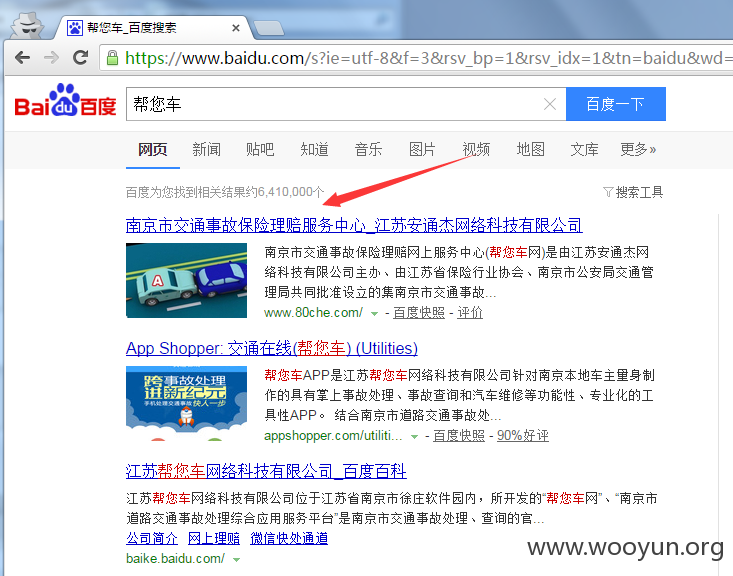 帮您车_百度搜索
https://www.baidu.com/s?ie=utf-8&f=3&rsv_bp=1&rsv_idx=1&tn=baidu&wd=
Bai du 百度 帮您车 百度一下
网页 新闻 贴吧 知道 音乐 图片 视频 地图 文库 更多»
百度为您找到相关结果约6,410,000个 搜索工具
南京市交通事故保险理赔服务中心_江苏安通杰网络科技有限公司
南京市交通事故保险理赔网上服务中心(帮您车网)是由江苏安通杰网
络科技有限公司主办、由江苏省保险行业协会、南京市公安局交通管
理局共同批准设立的集南京市交通事故...
A
www.80che.com/ - 百度快照 - 评价
App Shopper: 交通在线(帮您车) (Utilities)
跨事故处理
进新纪元
手机处理交通事故快人一步
帮您车APP是江苏帮您车网络科技有限公司针对南京本地车主量身制
作的具有掌上事故处理、事故查询和汽车维修等功能性、专业化的工
具性APP。 结合南京市道路交通事故处...
appshopper.com/utiliti... - 百度快照 - 90%好评
江苏帮您车网络科技有限公司_百度百科
江苏帮您车网络科技有限公司位于江苏省南京市徐庄软件园内，所开发的“帮您车网”、“南京市
道路交通事故处理综合应用服务平台”是南京市交通事故处理、查询的官...
公司简介 网上理赔 微信快处通道
baike.baidu.com/
www.wooyun.org